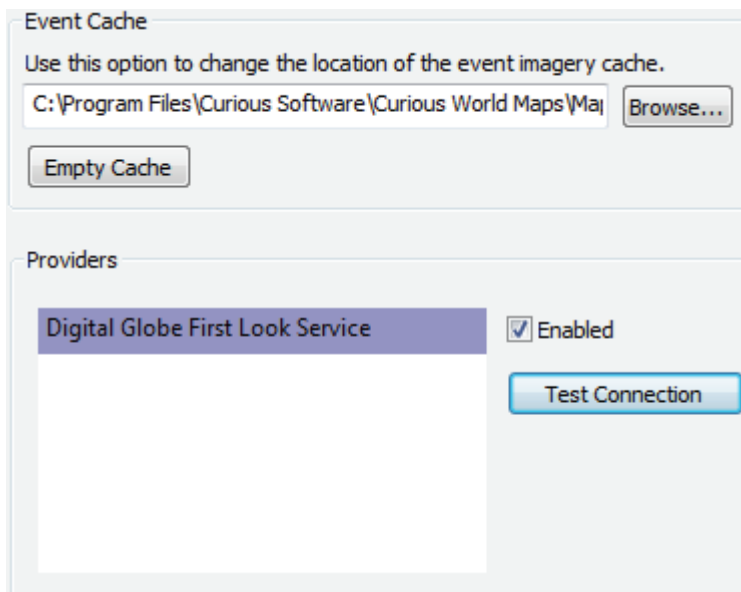 Event Cache
Use this option to change the location of the event imagery cache.
C:\Program Files\Curious Software\Curious World Maps\Ma
Browse...
Empty Cache
Providers
Digital Globe First Look Service
Enabled
Test Connection